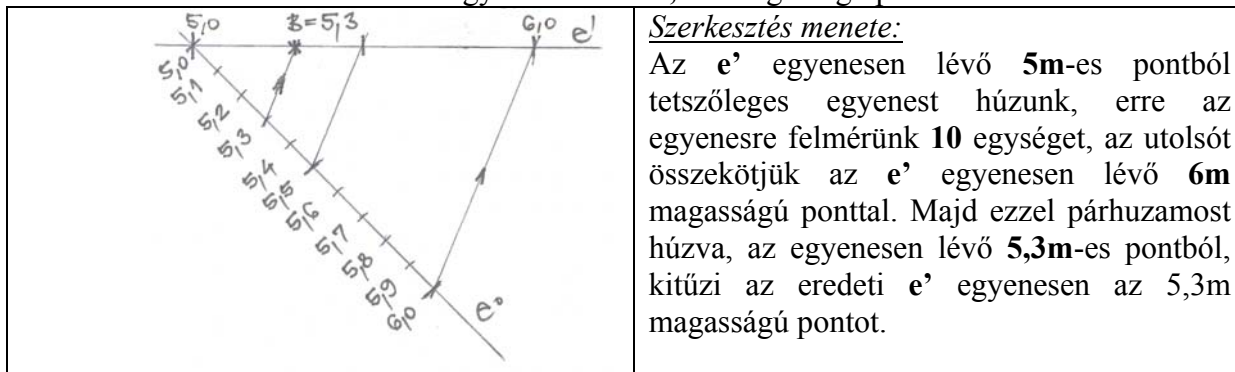 5,0
B=5,3
6,0
e'
5,0
5,1
5,2
5,3
5,4
5,5
5,6
5,7
5,8
5,9
6,0
e°
Szerkesztés menete:
Az e’ egyenesen lévő 5m-es pontból
tetszőleges egyenest húzunk, erre az
egyenesre felmérünk 10 egységet, az utolsót
összekötjük az e’ egyenesen lévő 6m
magasságú ponttal. Majd ezzel párhuzamost
húzva, az egyenesen lévő 5,3m-es pontból,
kitűzi az eredeti e’ egyenesen az 5,3m
magasságú pontot.